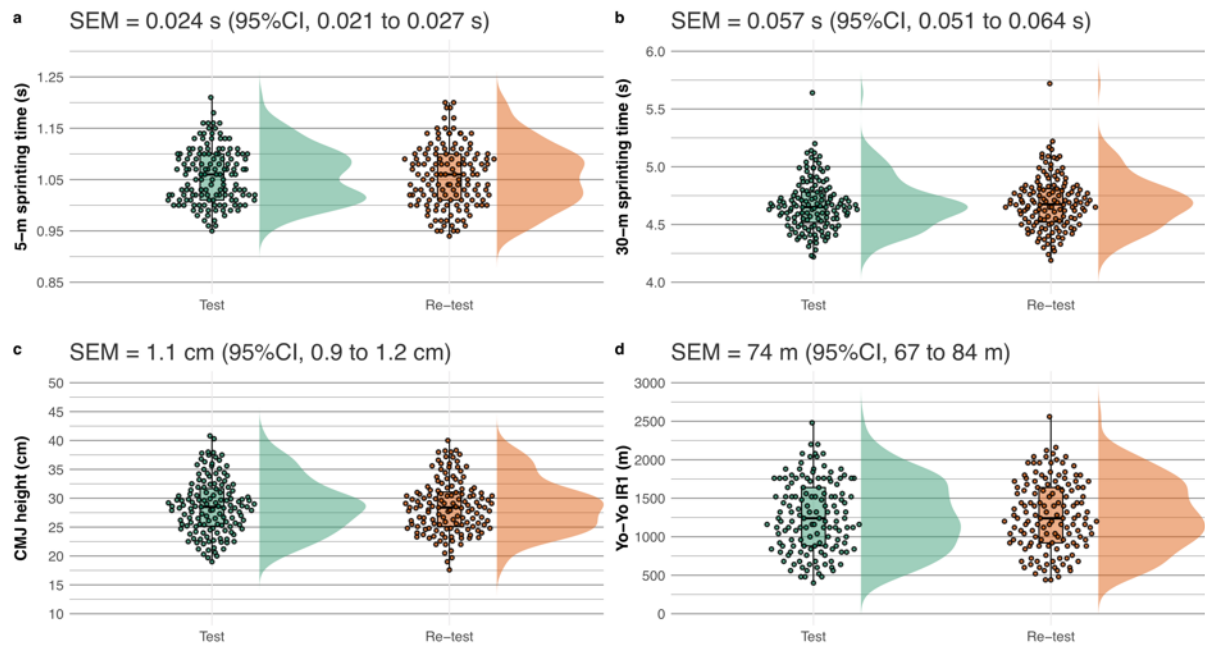 a
SEM = 0.024 s (95%CI, 0.021 to 0.027 s)
5−m sprinting time (s)
1.25
1.15
1.05
0.95
0.85
Test
Re−test
b
SEM = 0.057 s (95%CI, 0.051 to 0.064 s)
30−m sprinting time (s)
6.0
5.5
5.0
4.5
4.0
Test
Re−test
c
SEM = 1.1 cm (95%CI, 0.9 to 1.2 cm)
CMJ height (cm)
50
45
40
35
30
25
20
15
10
Test
Re−test
d
SEM = 74 m (95%CI, 67 to 84 m)
Yo−Yo IR1 (m)
3000
2500
2000
1500
1000
500
0
Test
Re−test